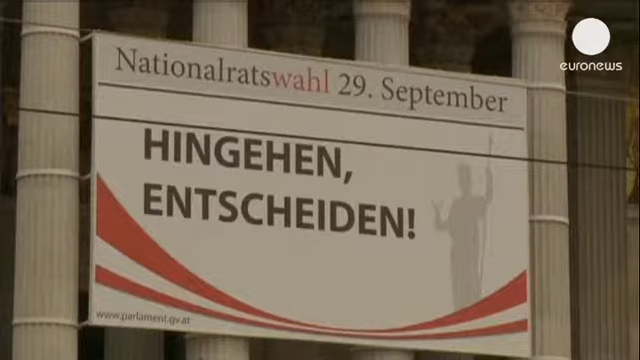 euronews
Nationalratswahl 29. September
HINGEHEN,
ENTSCHEIDEN!
www.parlament.gv.at